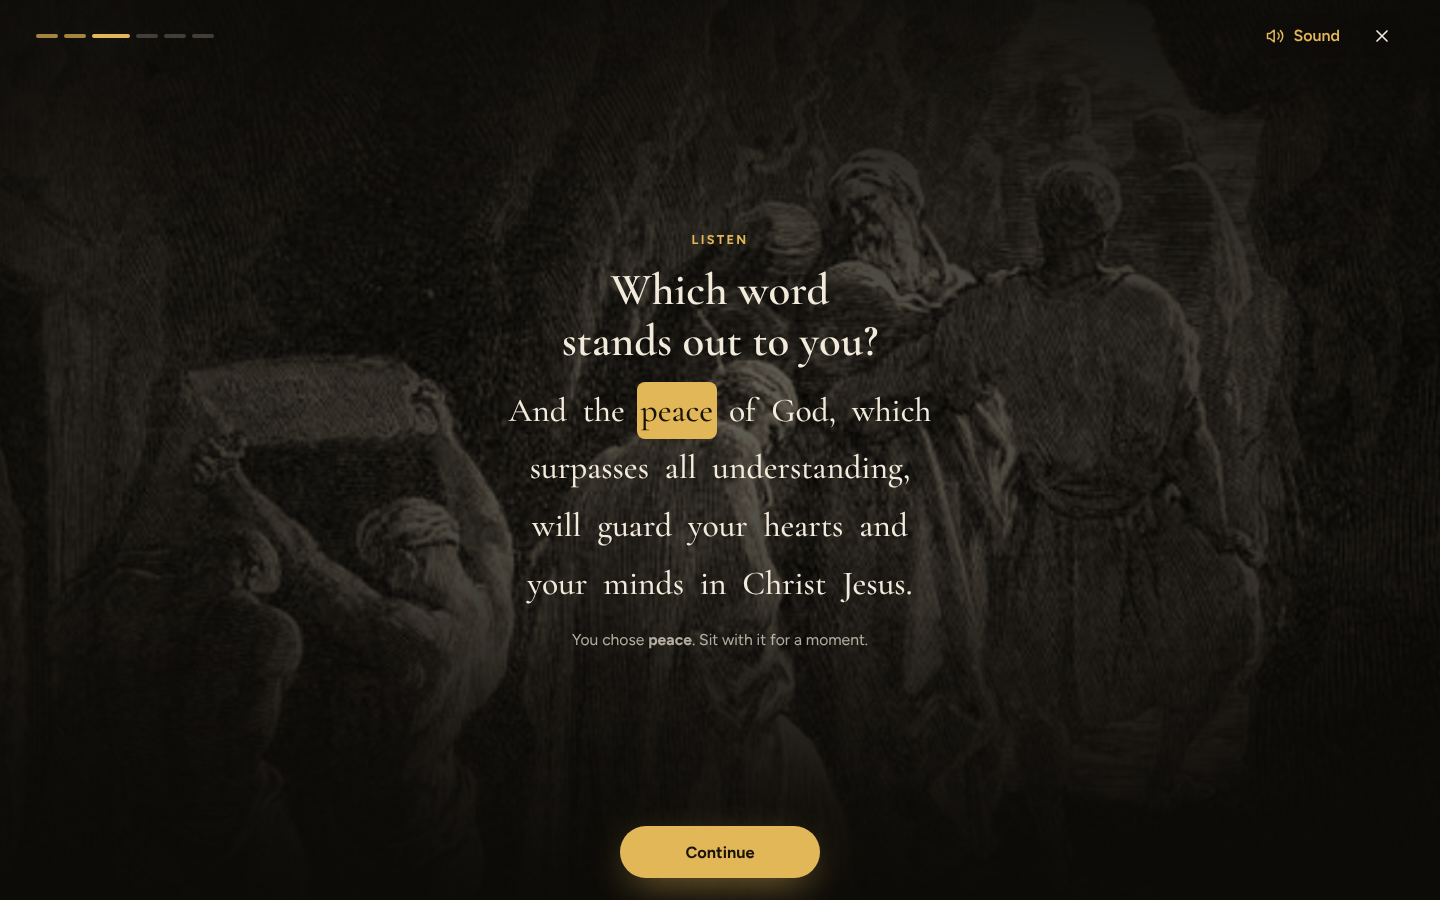 Sound
LISTEN
Which word
stands out to you?
And the peace of God, which
surpasses all understanding,
will guard your hearts and
your minds in Christ Jesus.
You chose peace. Sit with it for a moment.
Continue